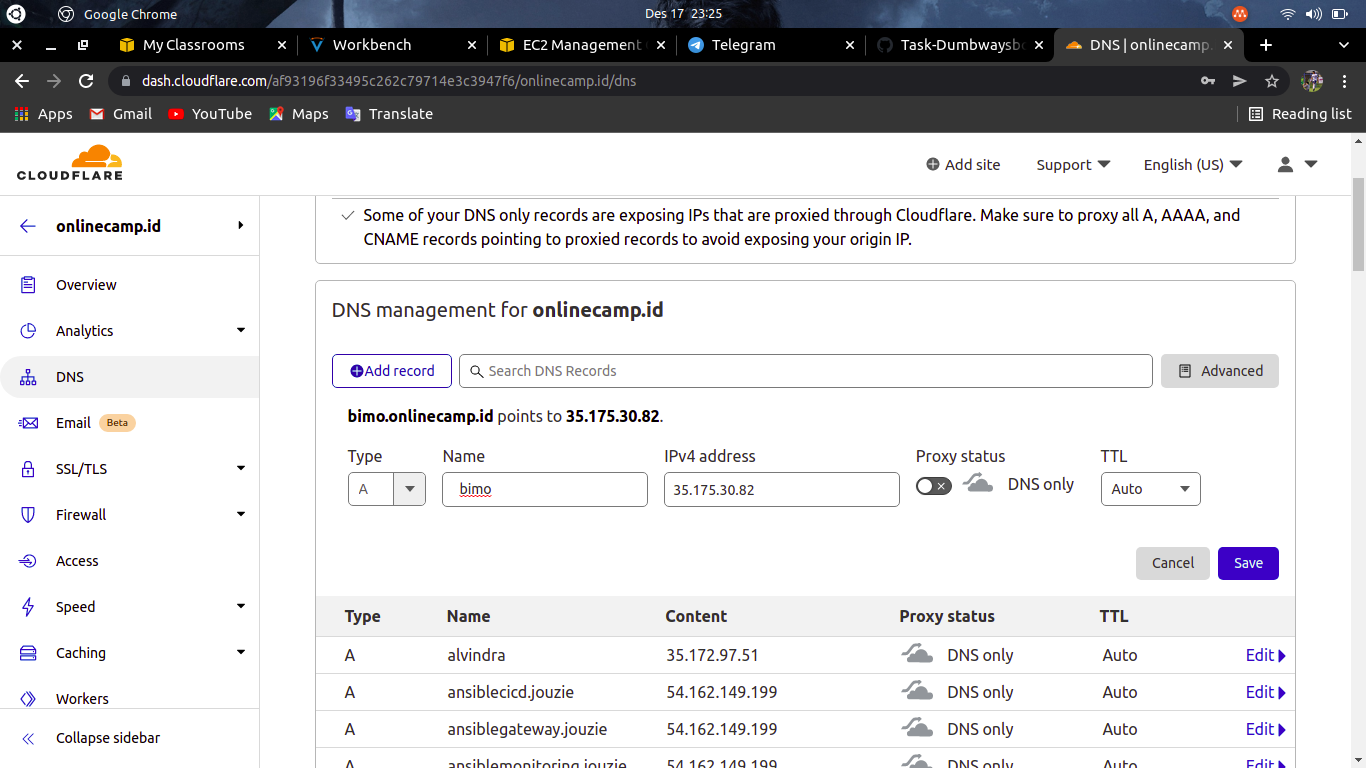 Google Chrome
Des 17 23:25
My Classrooms
Workbench
EC2 Management
Telegram
Task-Dumbwaysb
DNS | onlinecamp.
dash.cloudflare.com/af93196f33495c262c79714e3c3947f6/onlinecamp.id/dns
Apps
Gmail
YouTube
Maps
Translate
Reading list
CLOUDFLARE
Add site
Support
English (US)
onlinecamp.id
Overview
Analytics
DNS
Email Beta
SSL/TLS
Firewall
Access
Speed
Caching
Workers
Collapse sidebar
Some of your DNS only records are exposing IPs that are proxied through Cloudflare. Make sure to proxy all A, AAAA, and
CNAME records pointing to proxied records to avoid exposing your origin IP.
DNS management for onlinecamp.id
Add record
Search DNS Records
Advanced
bimo.onlinecamp.id points to 35.175.30.82.
Type Name IPv4 address Proxy status TTL
A bimo 35.175.30.82 DNS only Auto
Cancel Save
Type Name Content Proxy status TTL
A alvindra 35.172.97.51 DNS only Auto Edit
A ansiblecicd.jouzie 54.162.149.199 DNS only Auto Edit
A ansiblegateway.jouzie 54.162.149.199 DNS only Auto Edit
A ansiblemonitoring.jouzie 54.162.149.199 DNS only Auto Edit